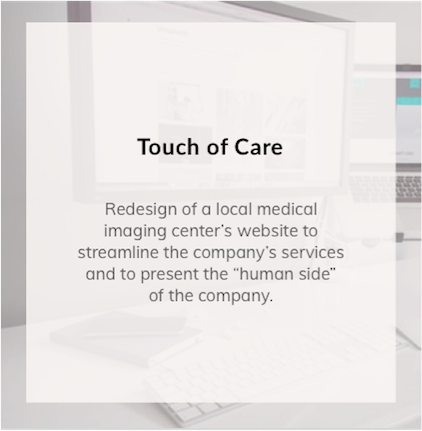 Touch of Care
Redesign of a local medical
imaging center's website to
streamline the company's services
and to present the “human side”
of the company.